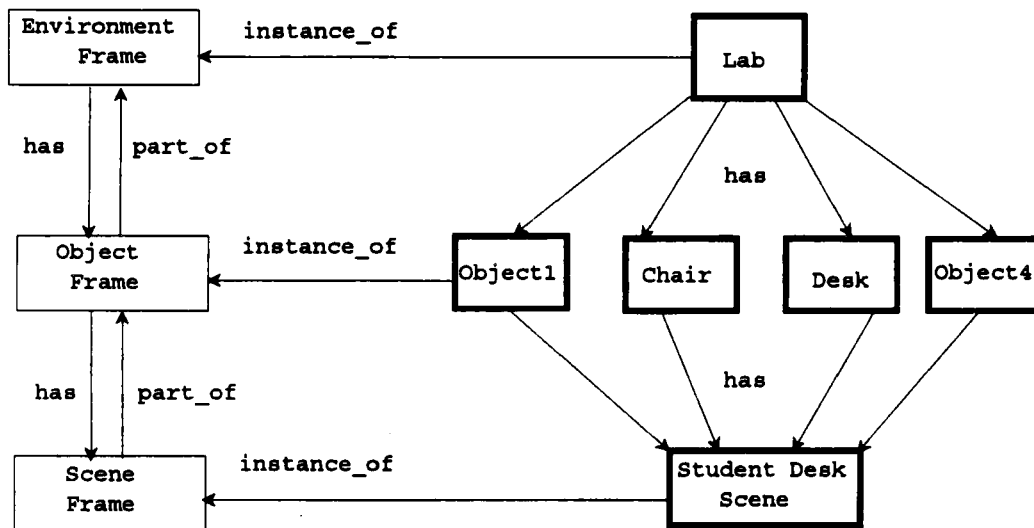 Environment
Frame
instance_of
Lab
has
part_of
has
Object
Frame
instance_of
Object1
Chair
Desk
Object4
has
part_of
has
Scene
Frame
instance_of
Student Desk
Scene